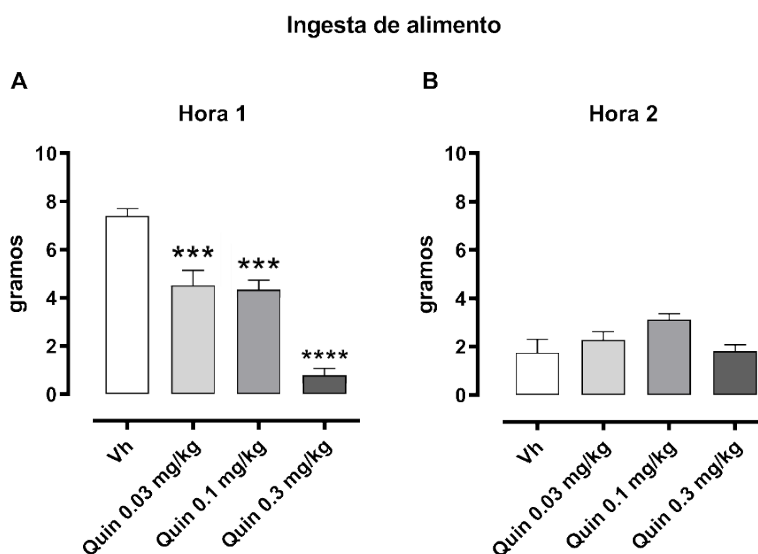 Ingesta de alimento
A
Hora 1
gramos
10
8
6
4
2
0
***
***
****
Vh
Quin 0.03 mg/kg
Quin 0.1 mg/kg
Quin 0.3 mg/kg
B
Hora 2
gramos
10
8
6
4
2
0
Vh
Quin 0.03 mg/kg
Quin 0.1 mg/kg
Quin 0.3 mg/kg